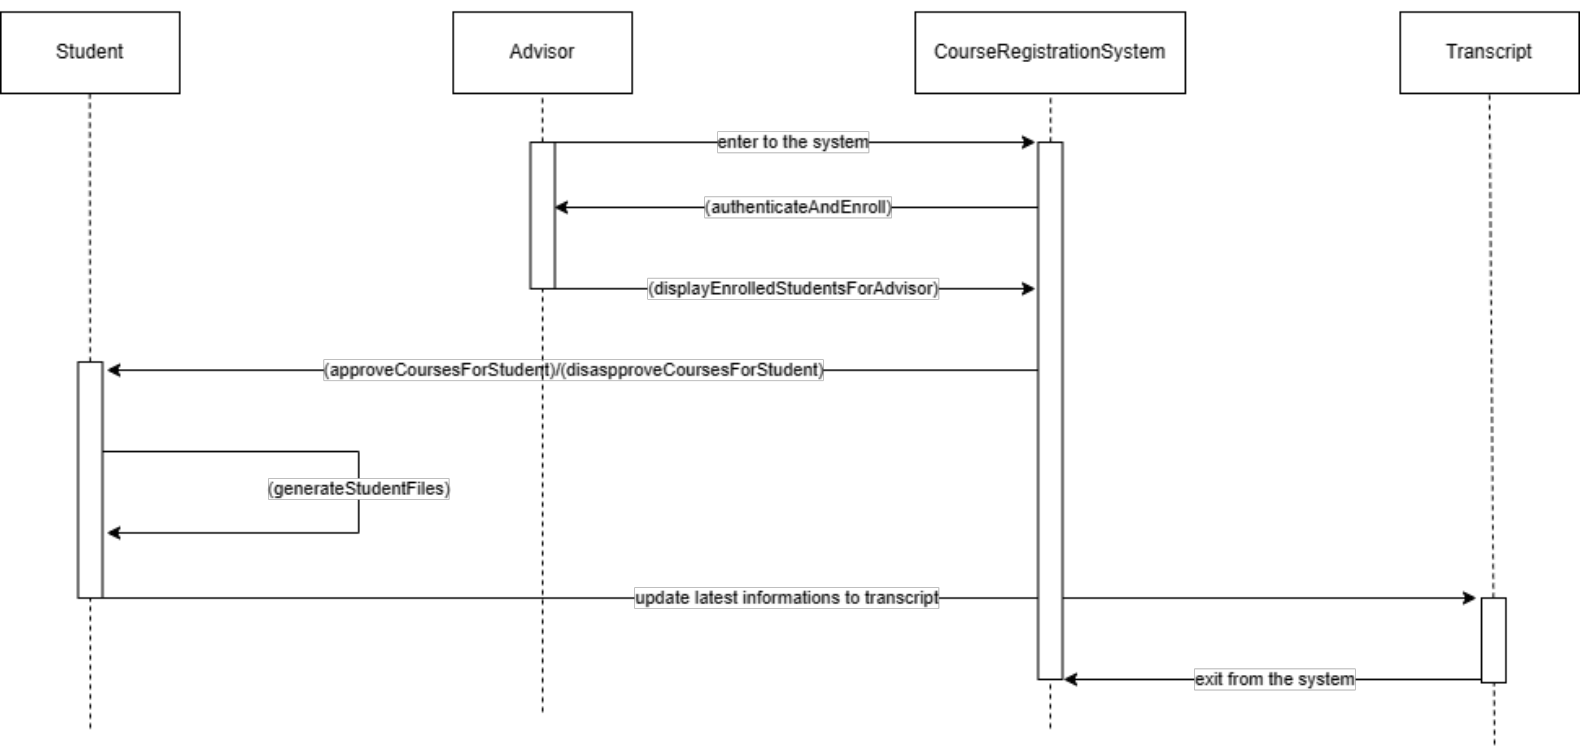 Student
Advisor
CourseRegistrationSystem
Transcript
enter to the system
(authenticateAndEnroll)
(displayEnrolledStudentsForAdvisor)
(approveCoursesForStudent)/(disaspproveCoursesForStudent)
(generateStudentFiles)
update latest informations to transcript
exit from the system